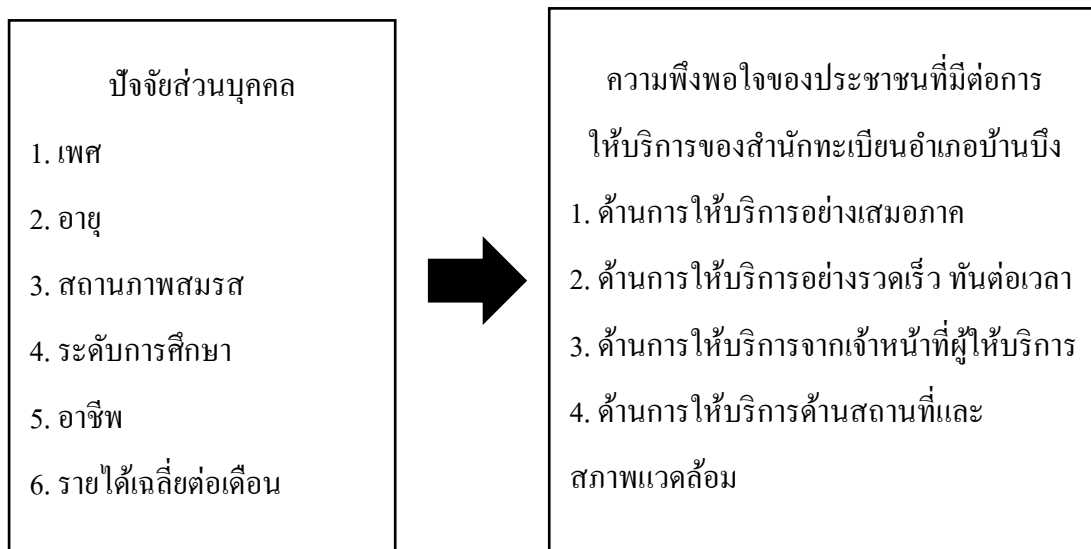 ปัจจัยส่วนบุคคล
1. เพศ
2. อายุ
3. สถานภาพสมรส
4. ระดับการศึกษา
5. อาชีพ
6. รายได้เฉลี่ยต่อเดือน
ความพึงพอใจของประชาชนที่มีต่อการ
ให้บริการของสำนักทะเบียนอำเภอบ้านบึง
1. ด้านการให้บริการอย่างเสมอภาค
2. ด้านการให้บริการอย่างรวดเร็ว ทันต่อเวลา
3. ด้านการให้บริการจากเจ้าหน้าที่ผู้ให้บริการ
4. ด้านการให้บริการด้านสถานที่และ
สภาพแวดล้อม